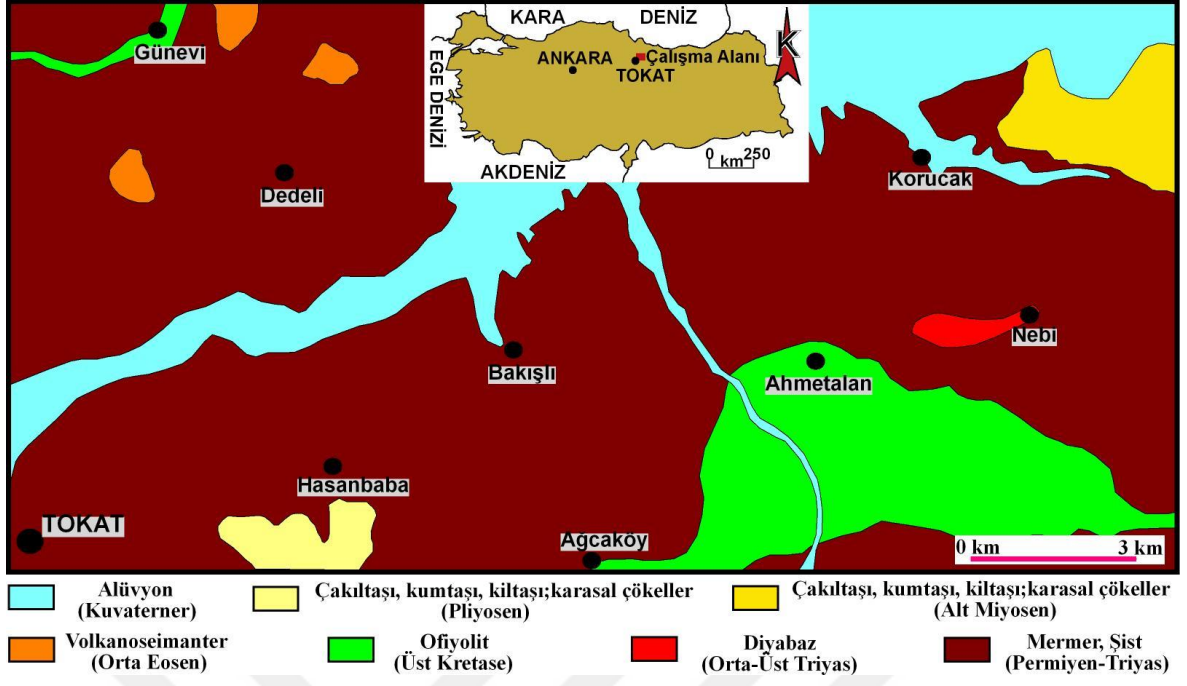 KARA DENİZ
EGE DENİZİ
ANKARA
Çalışma Alanı
TOKAT
AKDENİZ
0 km 250
K
Günevi
Dedeli
Korucak
Nebi
Bakışlı
Ahmetalan
Hasanbaba
TOKAT
Ağcaköy
0 km 3 km
Alüvyon
(Kuvaterner)
Çakıltaşı, kumtaşı, kiltaşı;karasal çökeller
(Pliyosen)
Çakıltaşı, kumtaşı, kiltaşı;karasal çökeller
(Alt Miyosen)
Volkanoseimanter
(Orta Eosen)
Ofiyolit
(Üst Kretase)
Diyabaz
(Orta-Üst Triyas)
Mermer, Şist
(Permiyen-Triyas)